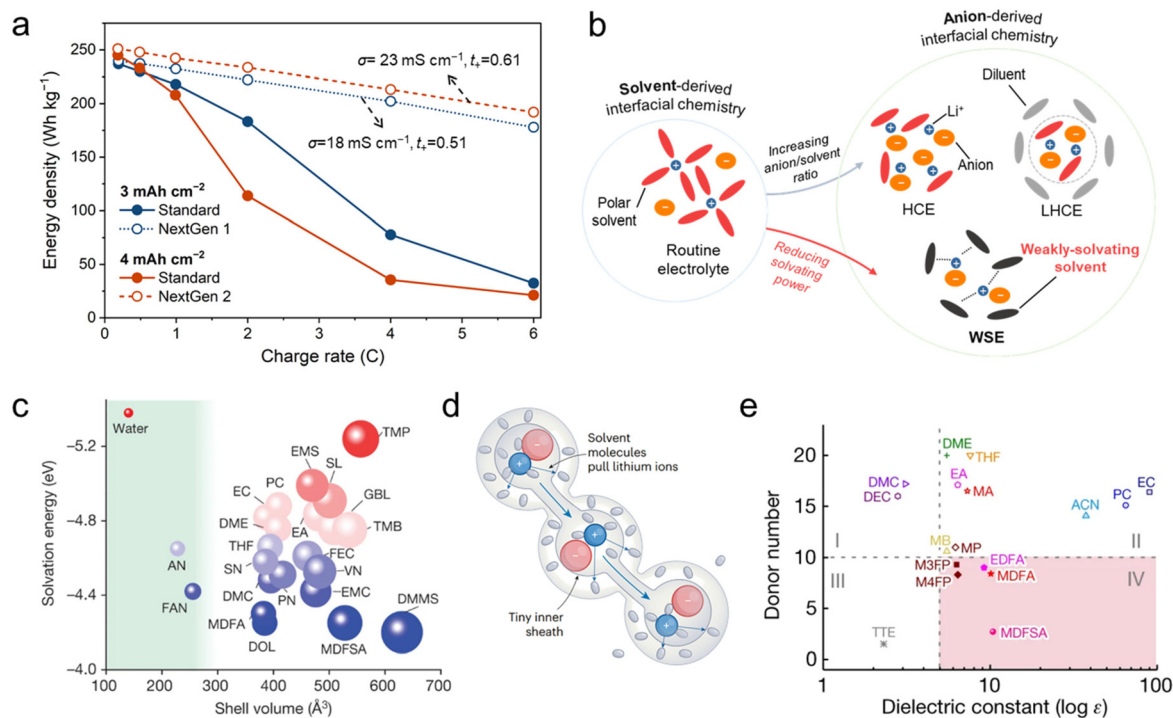 a
Energy density (Wh kg⁻¹)
250
200
150
100
50
0
σ= 23 mS cm⁻¹, t₊=0.61
σ=18 mS cm⁻¹, t₊=0.51
3 mAh cm⁻²
Standard
NextGen 1
4 mAh cm⁻²
Standard
NextGen 2
0 1 2 3 4 5 6
Charge rate (C)
b
Solvent-derived
interfacial chemistry
Polar
solvent
Routine
electrolyte
Increasing
anion/solvent
ratio
Reducing
solvating
power
Anion-derived
interfacial chemistry
Diluent
Li⁺
Anion
HCE
LHCE
Weakly-solvating
solvent
WSE
c
Solvation energy (eV)
−5.2
−4.8
−4.4
−4.0
Water
TMP
EMS
SL
PC
EC
GBL
DME
EA
TMB
THF
AN
FEC
SN
VN
DMC
PN
EMC
FAN
DMMS
MDFA
DOL
MDFSA
100 200 300 400 500 600 700
Shell volume (Å³)
d
Solvent
molecules
pull lithium ions
Tiny inner
sheath
e
Donor number
20
15
10
5
0
DME
THF
DMC
EA
EC
DEC
MA
PC
ACN
I
MB
MP
II
III
M3FP
EDFA
IV
M4FP
MDFA
TTE
MDFSA
1 10 100
Dielectric constant (log ε)